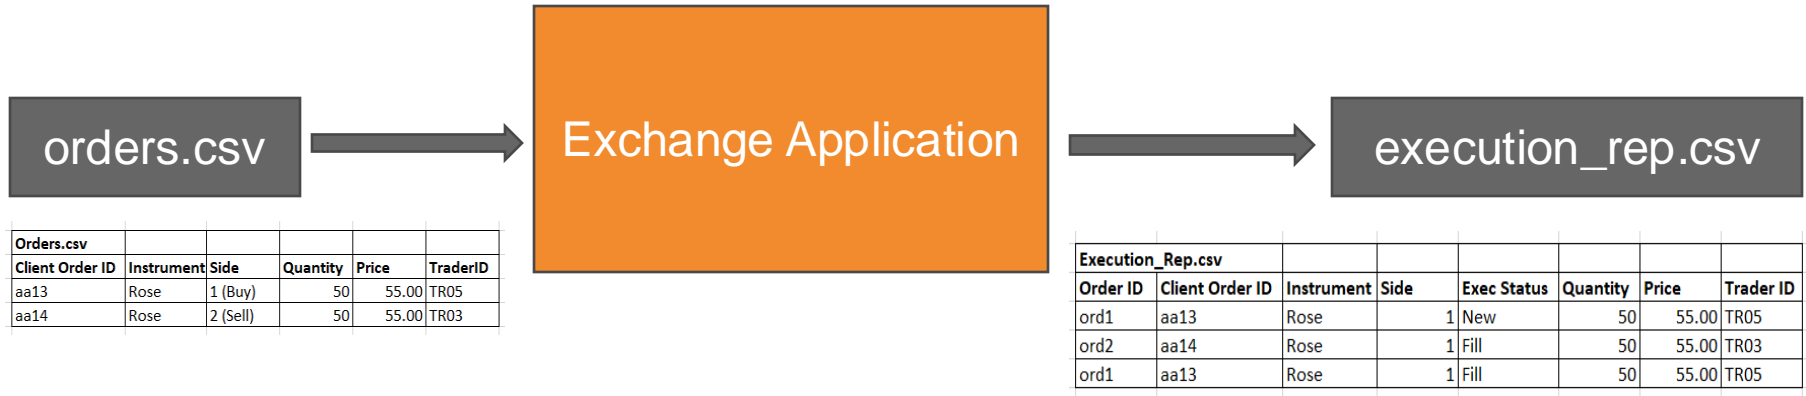 orders.csv
Exchange Application
execution_rep.csv
Orders.csv
Client Order ID Instrument Side Quantity Price TraderID
aa13 Rose 1 (Buy) 50 55.00 TR05
aa14 Rose 2 (Sell) 50 55.00 TR03
Execution_Rep.csv
Order ID Client Order ID Instrument Side Exec Status Quantity Price Trader ID
ord1 aa13 Rose 1 New 50 55.00 TR05
ord2 aa14 Rose 1 Fill 50 55.00 TR03
ord1 aa13 Rose 1 Fill 50 55.00 TR05